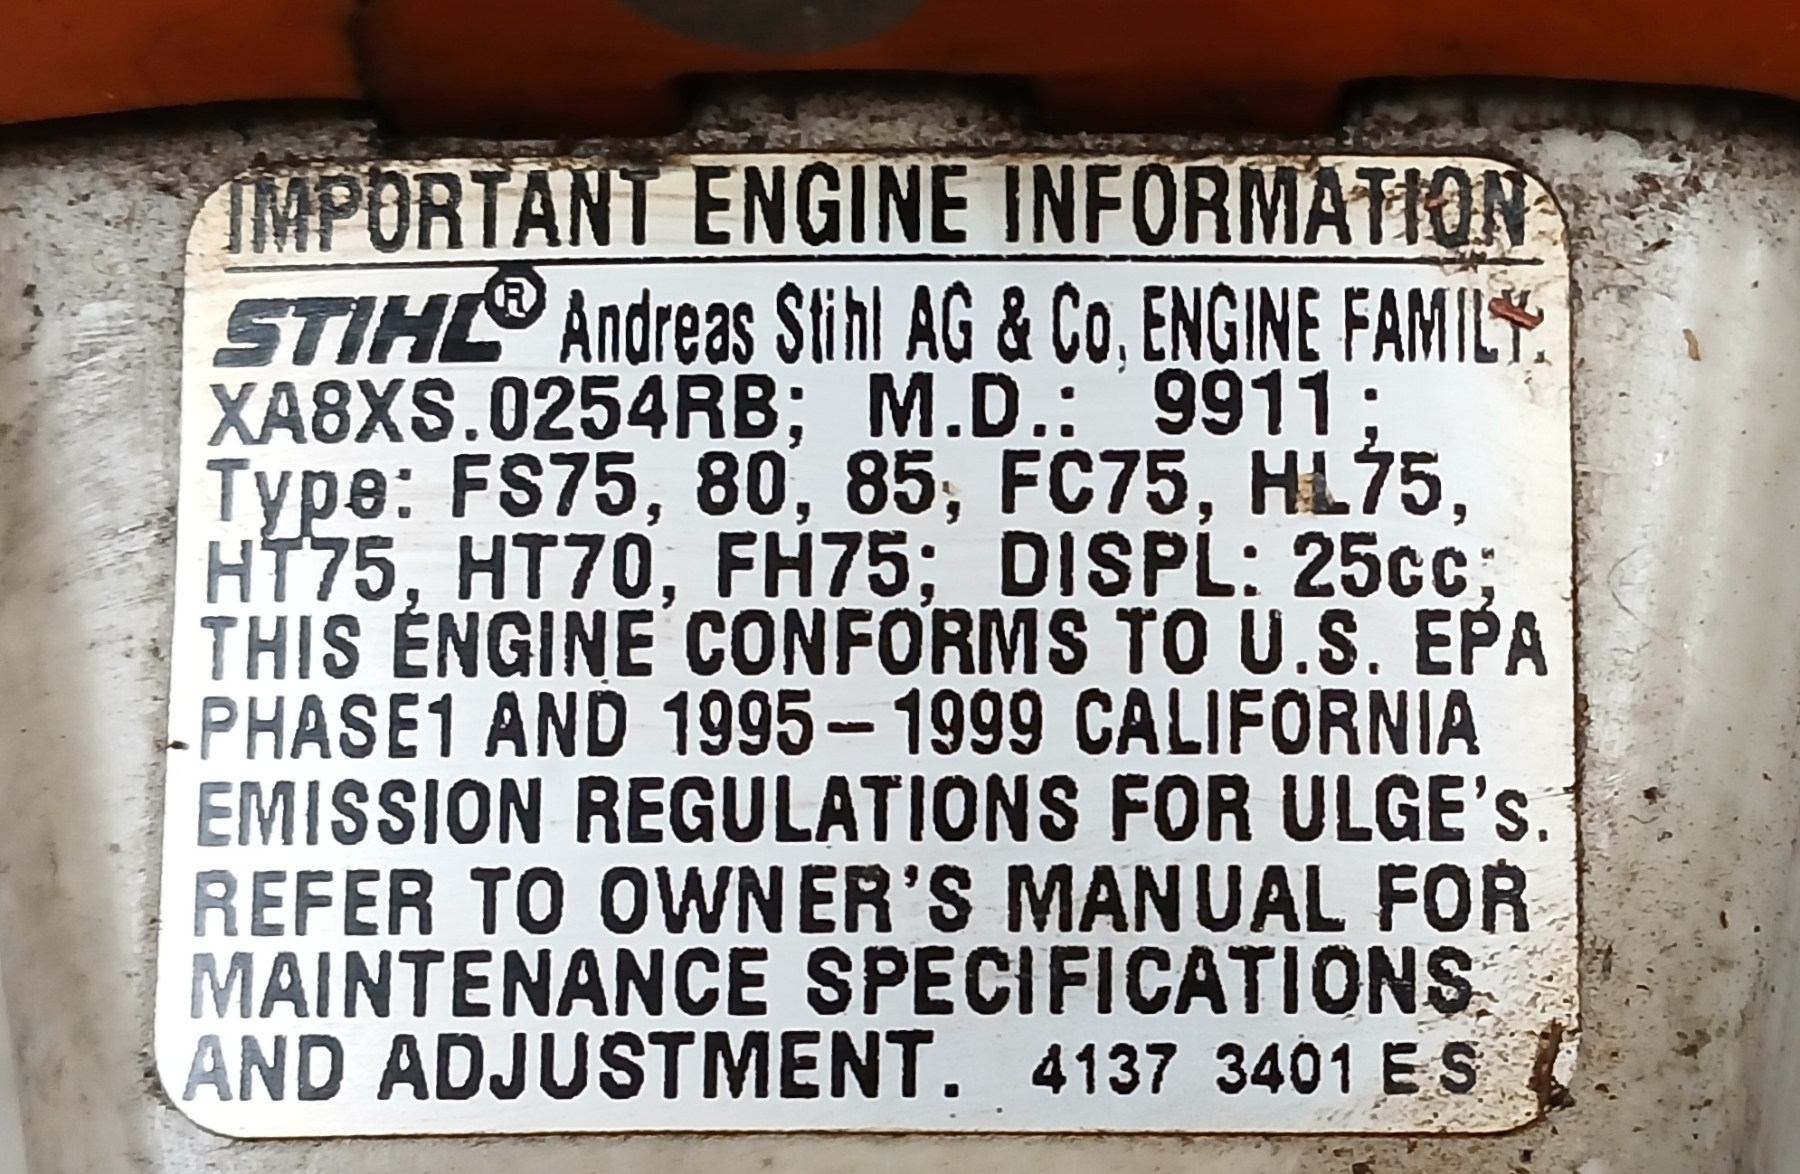 IMPORTANT ENGINE INFORMATION
STIHL® Andreas Stihl AG & Co, ENGINE FAMILY.
XA8XS.0254RB; M.D.: 9911;
Type: FS75, 80, 85, FC75, HL75,
HT75, HT70, FH75; DISPL: 25cc;
THIS ENGINE CONFORMS TO U.S. EPA
PHASE1 AND 1995-1999 CALIFORNIA
EMISSION REGULATIONS FOR ULGE's.
REFER TO OWNER'S MANUAL FOR
MAINTENANCE SPECIFICATIONS
AND ADJUSTMENT. 4137 3401 E S